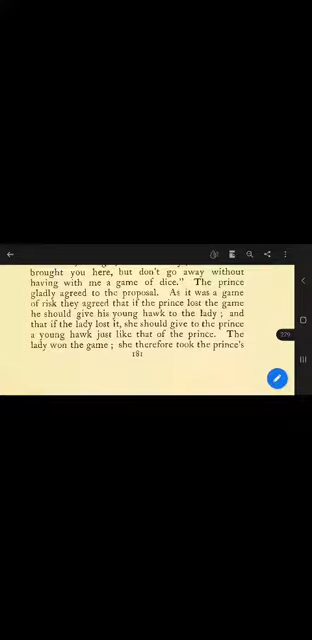 brought you here, but don't go away without
having with me a game of dice." The prince
gladly agreed to the proposal. As it was a game
of risk they agreed that if the prince lost the game
he should give his young hawk to the lady; and
that if the lady lost it, she should give to the prince
a young hawk just like that of the prince. The
lady won the game; she therefore took the prince's
181
279